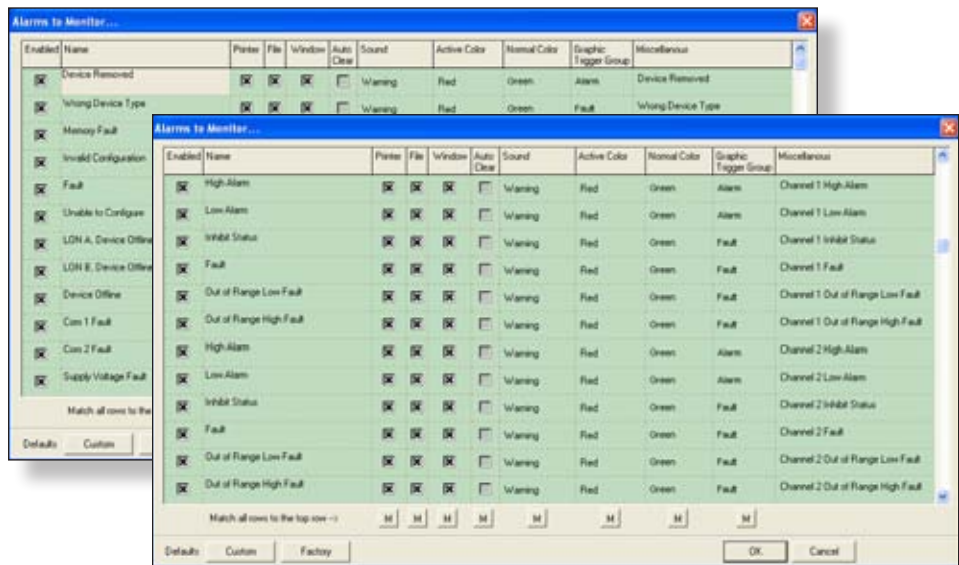 Alarms to Monitor...
Enabled Name Printer File Window Auto Clear Sound Active Color Normal Color Graphic Trigger Group Miscellanous
Device Removed Warning Red Green Alarm Device Removed
Wrong Device Type Warning Red Green Fault Wrong Device Type
Memory Fault
Invalid Configuration
Fault
Unable to Configure
LON A, Device Offline
LON B, Device Offline
Device Offline
Com 1 Fault
Com 2 Fault
Supply Voltage Fault
Match all rows to the
Defaults Custom
Alarms to Monitor...
Enabled Name Printer File Window Auto Clear Sound Active Color Normal Color Graphic Trigger Group Miscellanous
High Alarm Warning Red Green Alarm Channel 1 High Alarm
Low Alarm Warning Red Green Alarm Channel 1 Low Alarm
Inhibit Status Warning Red Green Fault Channel 1 Inhibit Status
Fault Warning Red Green Fault Channel 1 Fault
Out of Range Low Fault Warning Red Green Fault Channel 1 Out of Range Low Fault
Out of Range High Fault Warning Red Green Fault Channel 1 Out of Range High Fault
High Alarm Warning Red Green Alarm Channel 2 High Alarm
Low Alarm Warning Red Green Alarm Channel 2 Low Alarm
Inhibit Status Warning Red Green Fault Channel 2 Inhibit Status
Fault Warning Red Green Fault Channel 2 Fault
Out of Range Low Fault Warning Red Green Fault Channel 2 Out of Range Low Fault
Out of Range High Fault Warning Red Green Fault Channel 2 Out of Range High Fault
Match all rows to the top row --> M M M M M M M M
Defaults Custom Factory OK Cancel